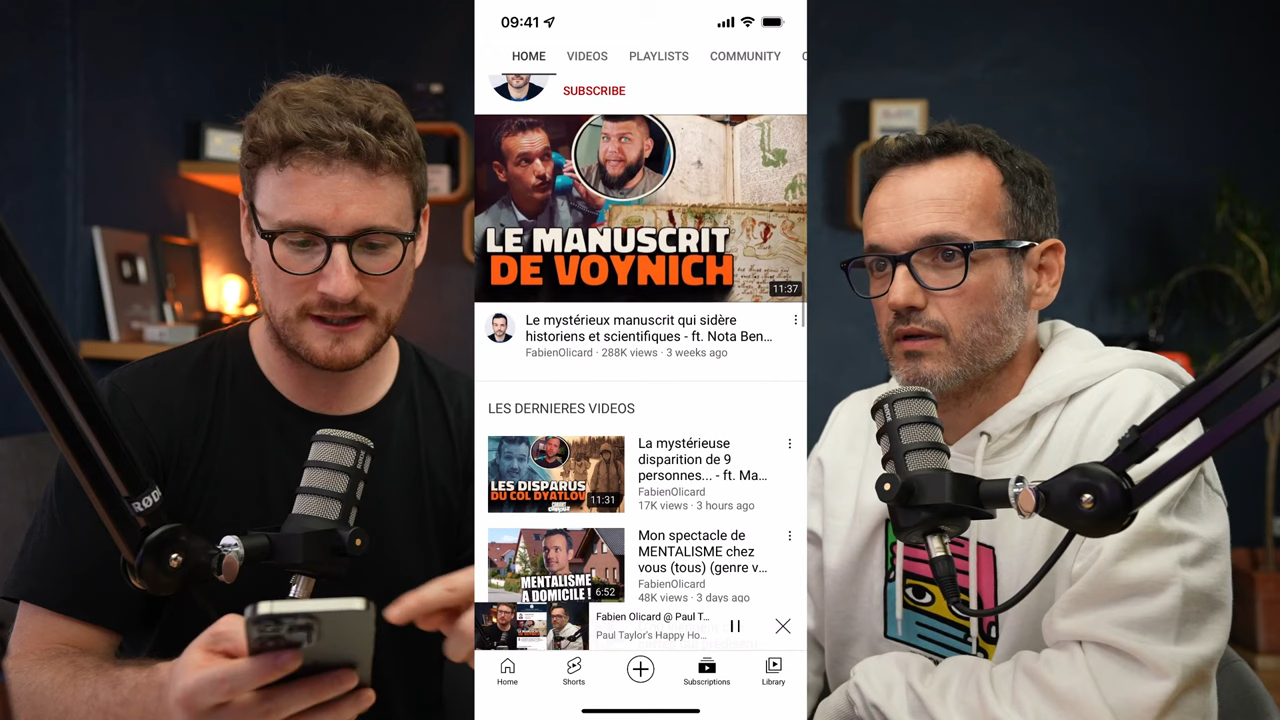 09:41
HOME VIDEOS PLAYLISTS COMMUNITY
SUBSCRIBE
LE MANUSCRIT
DE VOYNICH
11:37
Le mystérieux manuscrit qui sidère
historiens et scientifiques - ft. Nota Ben...
FabienOlicard · 288K views · 3 weeks ago
LES DERNIERES VIDEOS
LES DISPARUS
DU COL DYATLOV
11:31
La mystérieuse
disparition de 9
personnes... - ft. Ma...
FabienOlicard
17K views · 3 hours ago
MENTALISME
A DOMICILE !
6:52
Mon spectacle de
MENTALISME chez
vous (tous) (genre v...
FabienOlicard
48K views · 3 days ago
Fabien Olicard @ Paul T...
Paul Taylor's Happy Ho...
Home Shorts Subscriptions Library
RØDE